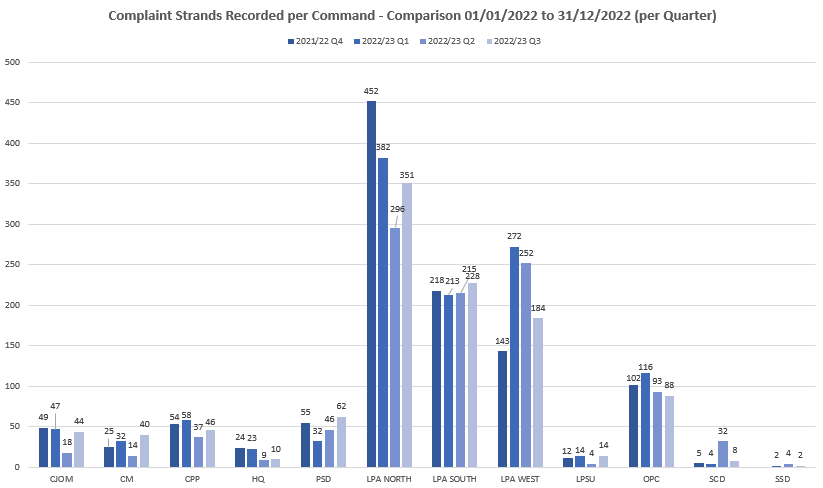 Complaint Strands Recorded per Command - Comparison 01/01/2022 to 31/12/2022 (per Quarter)
2021/22 Q4 2022/23 Q1 2022/23 Q2 2022/23 Q3
500
450
400
350
300
250
200
150
100
50
0
49 47 18 44
25 32 14 40
54 58 37 46
24 23 9 10
55 32 46 62
452 382 296 351
218 213 215 228
143 272 252 184
12 14 4 14
102 116 93 88
5 4 32 8
2 4 2
CJOM CM CPP HQ PSD LPA NORTH LPA SOUTH LPA WEST LPSU OPC SCD SSD